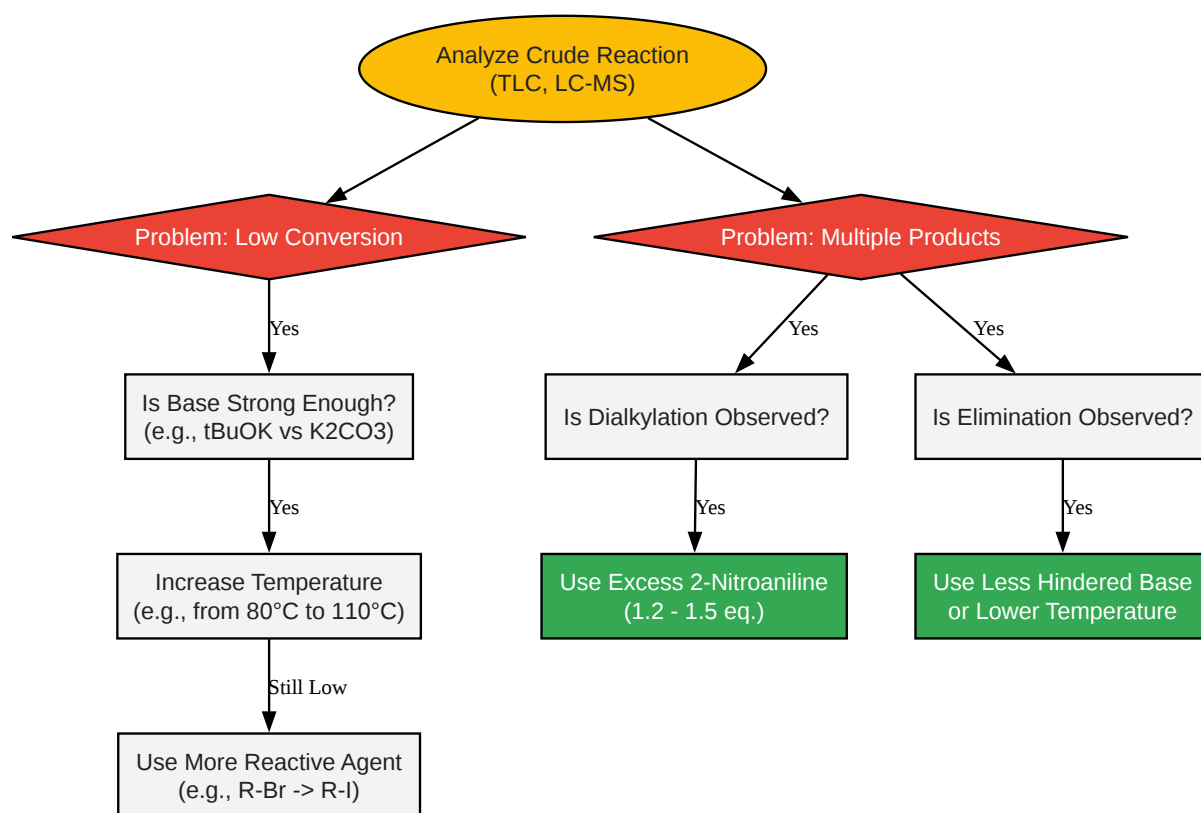 Analyze Crude Reaction
(TLC, LC-MS)
Problem: Low Conversion
Problem: Multiple Products
Yes
Yes
Yes
Is Base Strong Enough?
(e.g., tBuOK vs K2CO3)
Is Dialkylation Observed?
Is Elimination Observed?
Yes
Yes
Yes
Increase Temperature
(e.g., from 80°C to 110°C)
Use Excess 2-Nitroaniline
(1.2 - 1.5 eq.)
Use Less Hindered Base
or Lower Temperature
Still Low
Use More Reactive Agent
(e.g., R-Br -> R-I)